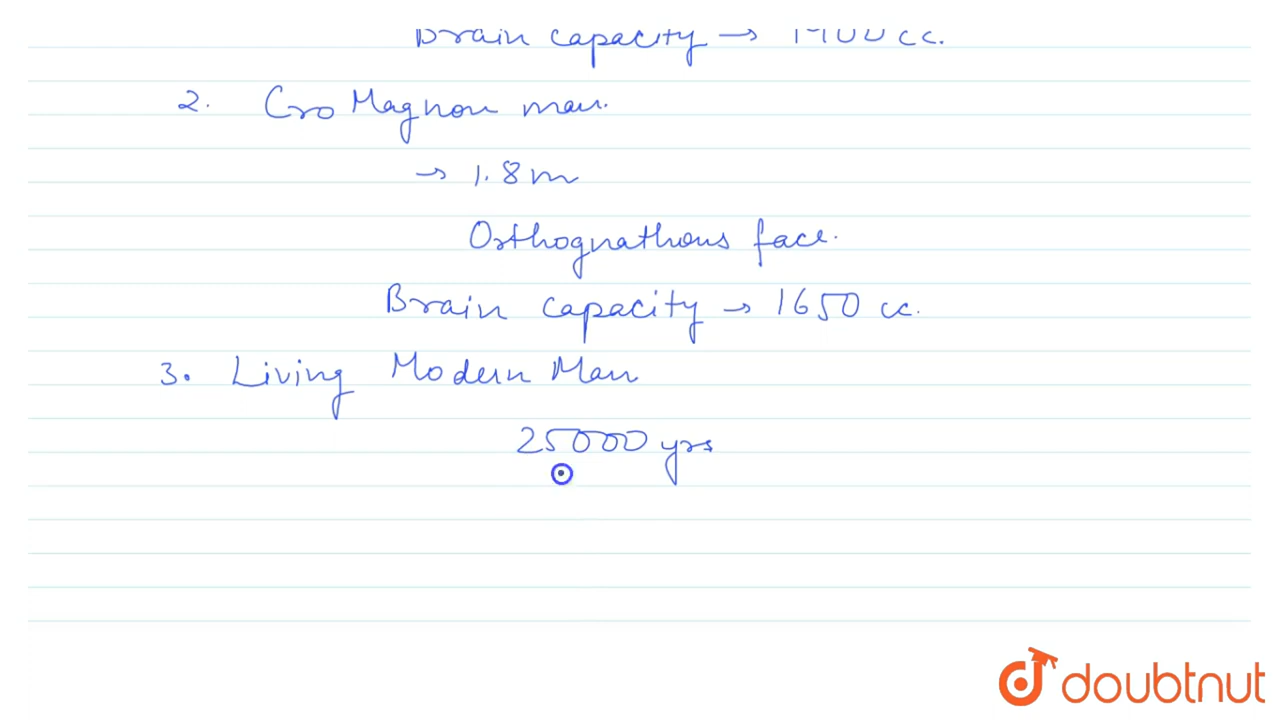 Brain capacity → 1400 cc.
2. Cro Magnon man.
→ 1.8m
Orthognathous face.
Brain capacity → 1650 cc.
3. Living Modern Man
25000 yrs
doubtnut